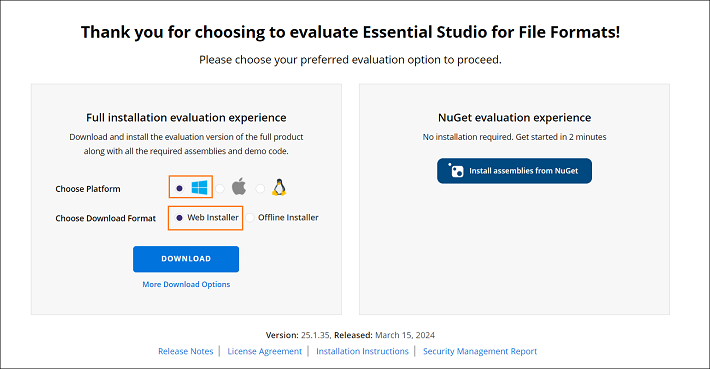 Thank you for choosing to evaluate Essential Studio for File Formats!
Please choose your preferred evaluation option to proceed.
Full installation evaluation experience
Download and install the evaluation version of the full product
along with all the required assemblies and demo code.
Choose Platform
Choose Download Format
Web Installer
Offline Installer
DOWNLOAD
More Download Options
NuGet evaluation experience
No installation required. Get started in 2 minutes
Install assemblies from NuGet
Version: 25.1.35, Released: March 15, 2024
Release Notes | License Agreement | Installation Instructions | Security Management Report